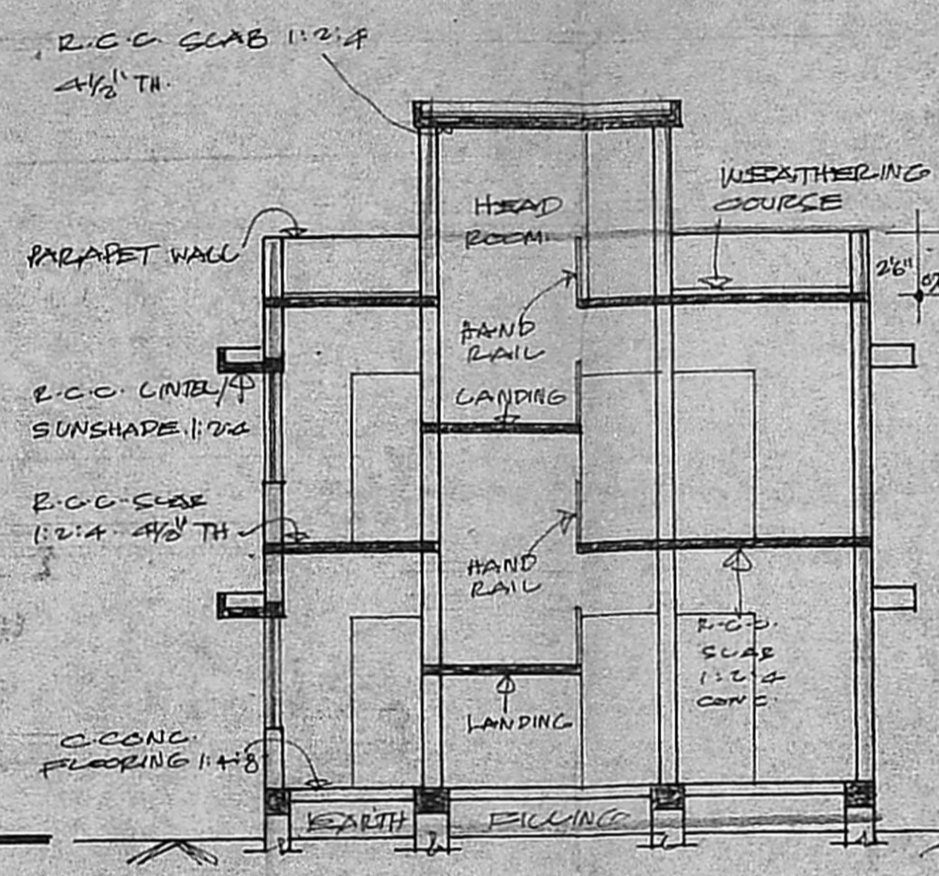 R.C.C. SLAB 1:2:4
4½" TH.
HEAD
ROOM.
WEATHERING
COURSE
PARAPET WALL
2'6"
HAND
RAIL
LANDING
R.C.C. LINTEL/
SUNSHADE 1:2:4
R.C.C. SLAB
1:2:4 4½" TH
HAND
RAIL
R.C.C.
SLAB
1:2:4
CONC.
LANDING
C.CONC.
FLOORING 1:4:8
EARTH FILLING